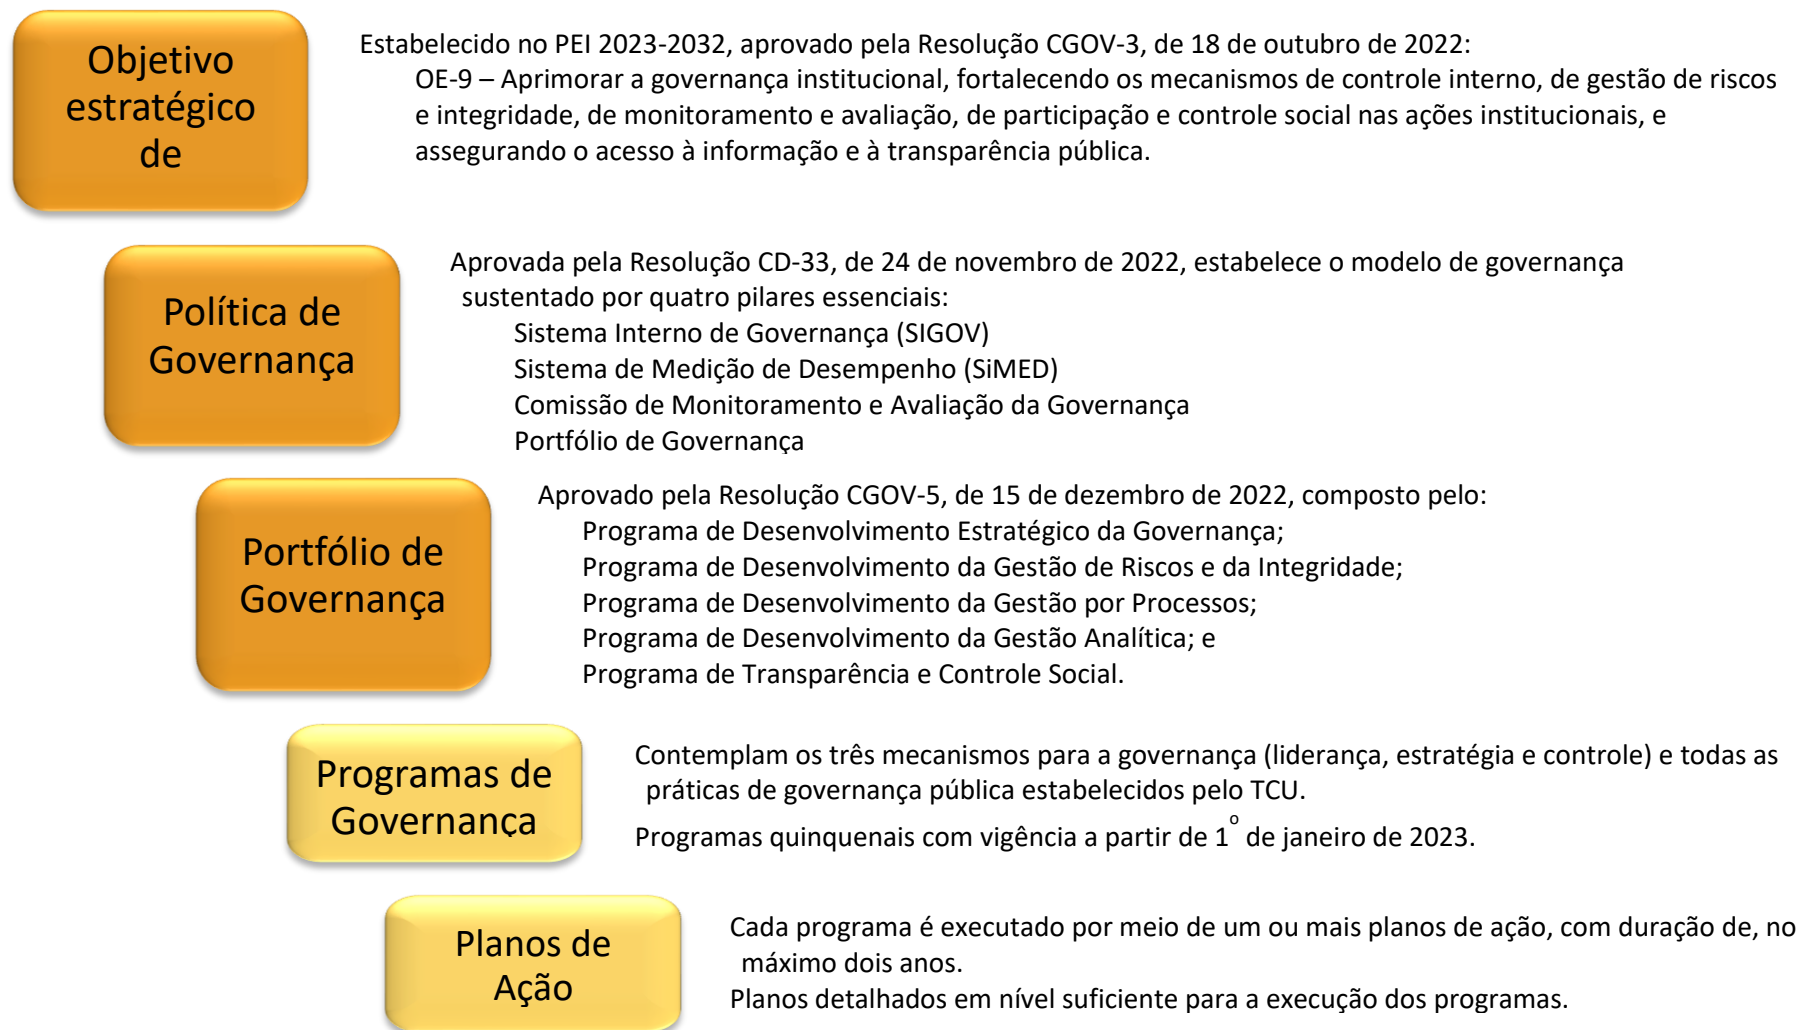 Objetivo
estratégico
de
Estabelecido no PEI 2023-2032, aprovado pela Resolução CGOV-3, de 18 de outubro de 2022:
OE-9 – Aprimorar a governança institucional, fortalecendo os mecanismos de controle interno, de gestão de riscos
e integridade, de monitoramento e avaliação, de participação e controle social nas ações institucionais, e
assegurando o acesso à informação e à transparência pública.
Política de
Governança
Aprovada pela Resolução CD-33, de 24 de novembro de 2022, estabelece o modelo de governança
sustentado por quatro pilares essenciais:
Sistema Interno de Governança (SIGOV)
Sistema de Medição de Desempenho (SiMED)
Comissão de Monitoramento e Avaliação da Governança
Portfólio de Governança
Portfólio de
Governança
Aprovado pela Resolução CGOV-5, de 15 de dezembro de 2022, composto pelo:
Programa de Desenvolvimento Estratégico da Governança;
Programa de Desenvolvimento da Gestão de Riscos e da Integridade;
Programa de Desenvolvimento da Gestão por Processos;
Programa de Desenvolvimento da Gestão Analítica; e
Programa de Transparência e Controle Social.
Programas de
Governança
Contemplam os três mecanismos para a governança (liderança, estratégia e controle) e todas as
práticas de governança pública estabelecidos pelo TCU.
Programas quinquenais com vigência a partir de 1º de janeiro de 2023.
Planos de
Ação
Cada programa é executado por meio de um ou mais planos de ação, com duração de, no
máximo dois anos.
Planos detalhados em nível suficiente para a execução dos programas.